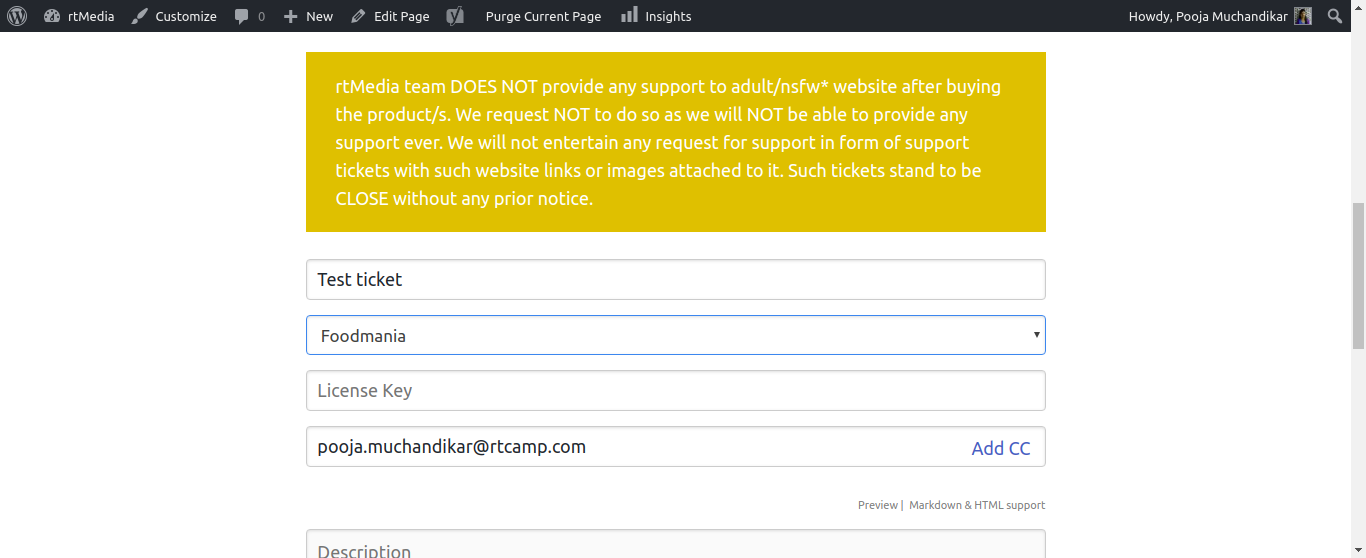 rtMedia Customize 0 New Edit Page Purge Current Page Insights Howdy, Pooja Muchandikar
rtMedia team DOES NOT provide any support to adult/nsfw* website after buying
the product/s. We request NOT to do so as we will NOT be able to provide any
support ever. We will not entertain any request for support in form of support
tickets with such website links or images attached to it. Such tickets stand to be
CLOSE without any prior notice.
Test ticket
Foodmania
License Key
pooja.muchandikar@rtcamp.com Add CC
Preview | Markdown & HTML support
Description